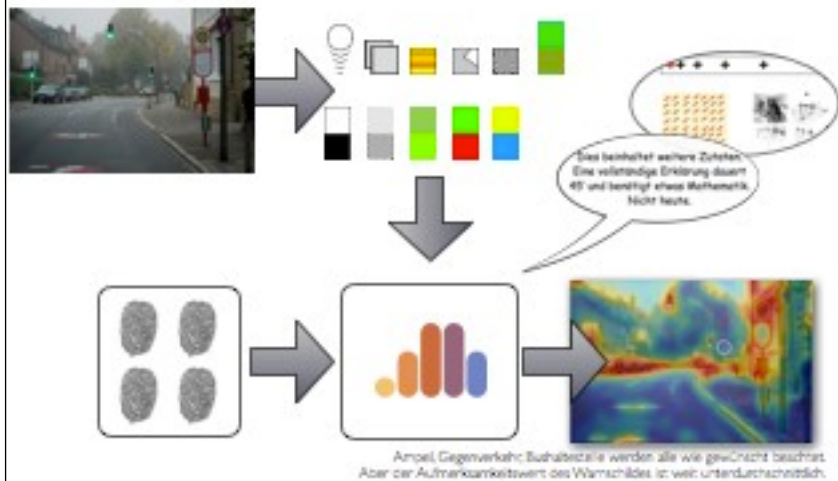 Dies beinhaltet weitere Zutaten.
Eine vollständige Erklärung dauert
45' und benötigt etwas Mathematik.
Nicht heute.
Ampel, Gegenverkehr, Bushaltestelle werden alle wie gewünscht beachtet.
Aber der Aufmerksamkeitswert des Warnschildes ist weit unterdurchschnittlich.